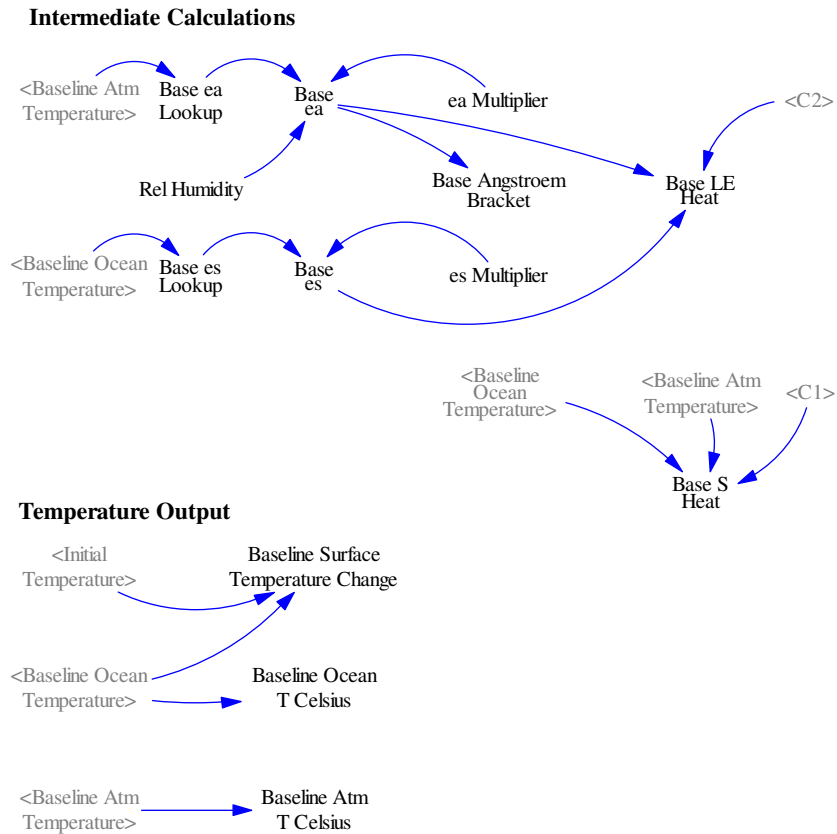 Intermediate Calculations
<Baseline Atm
Temperature>
Base ea
Lookup
Base
ea
ea Multiplier
<C2>
Rel Humidity
Base Angstroem
Bracket
Base LE
Heat
<Baseline Ocean
Temperature>
Base es
Lookup
Base
es
es Multiplier
<Baseline
Ocean
Temperature>
<Baseline Atm
Temperature>
<C1>
Base S
Heat
Temperature Output
<Initial
Temperature>
Baseline Surface
Temperature Change
<Baseline Ocean
Temperature>
Baseline Ocean
T Celsius
<Baseline Atm
Temperature>
Baseline Atm
T Celsius